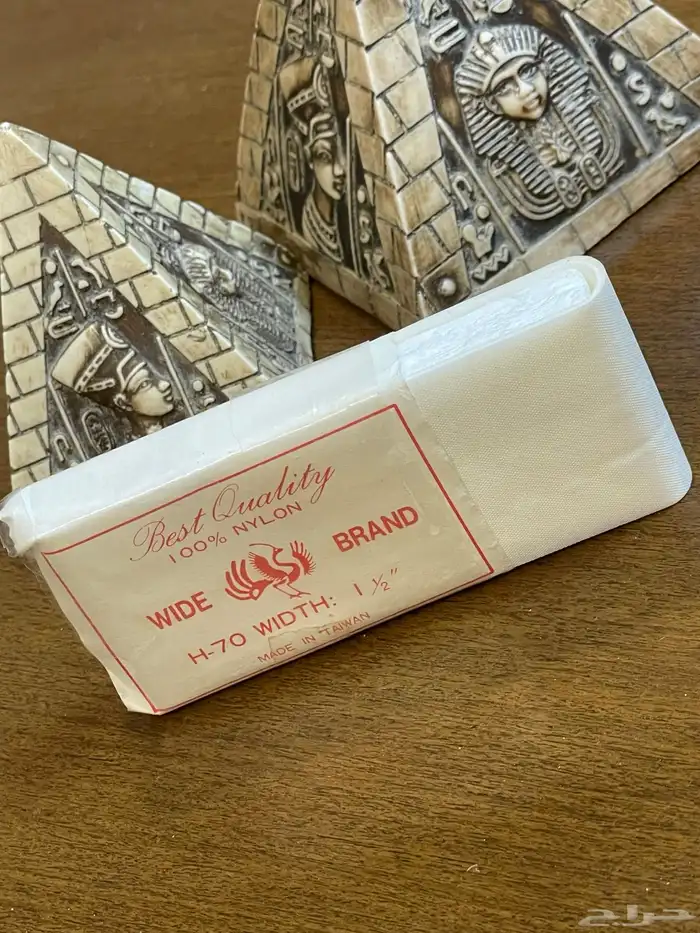 Best Quality
100% NYLON
WIDE BRAND
H-70 WIDTH: 1 ½"
MADE IN TAIWAN
حراج